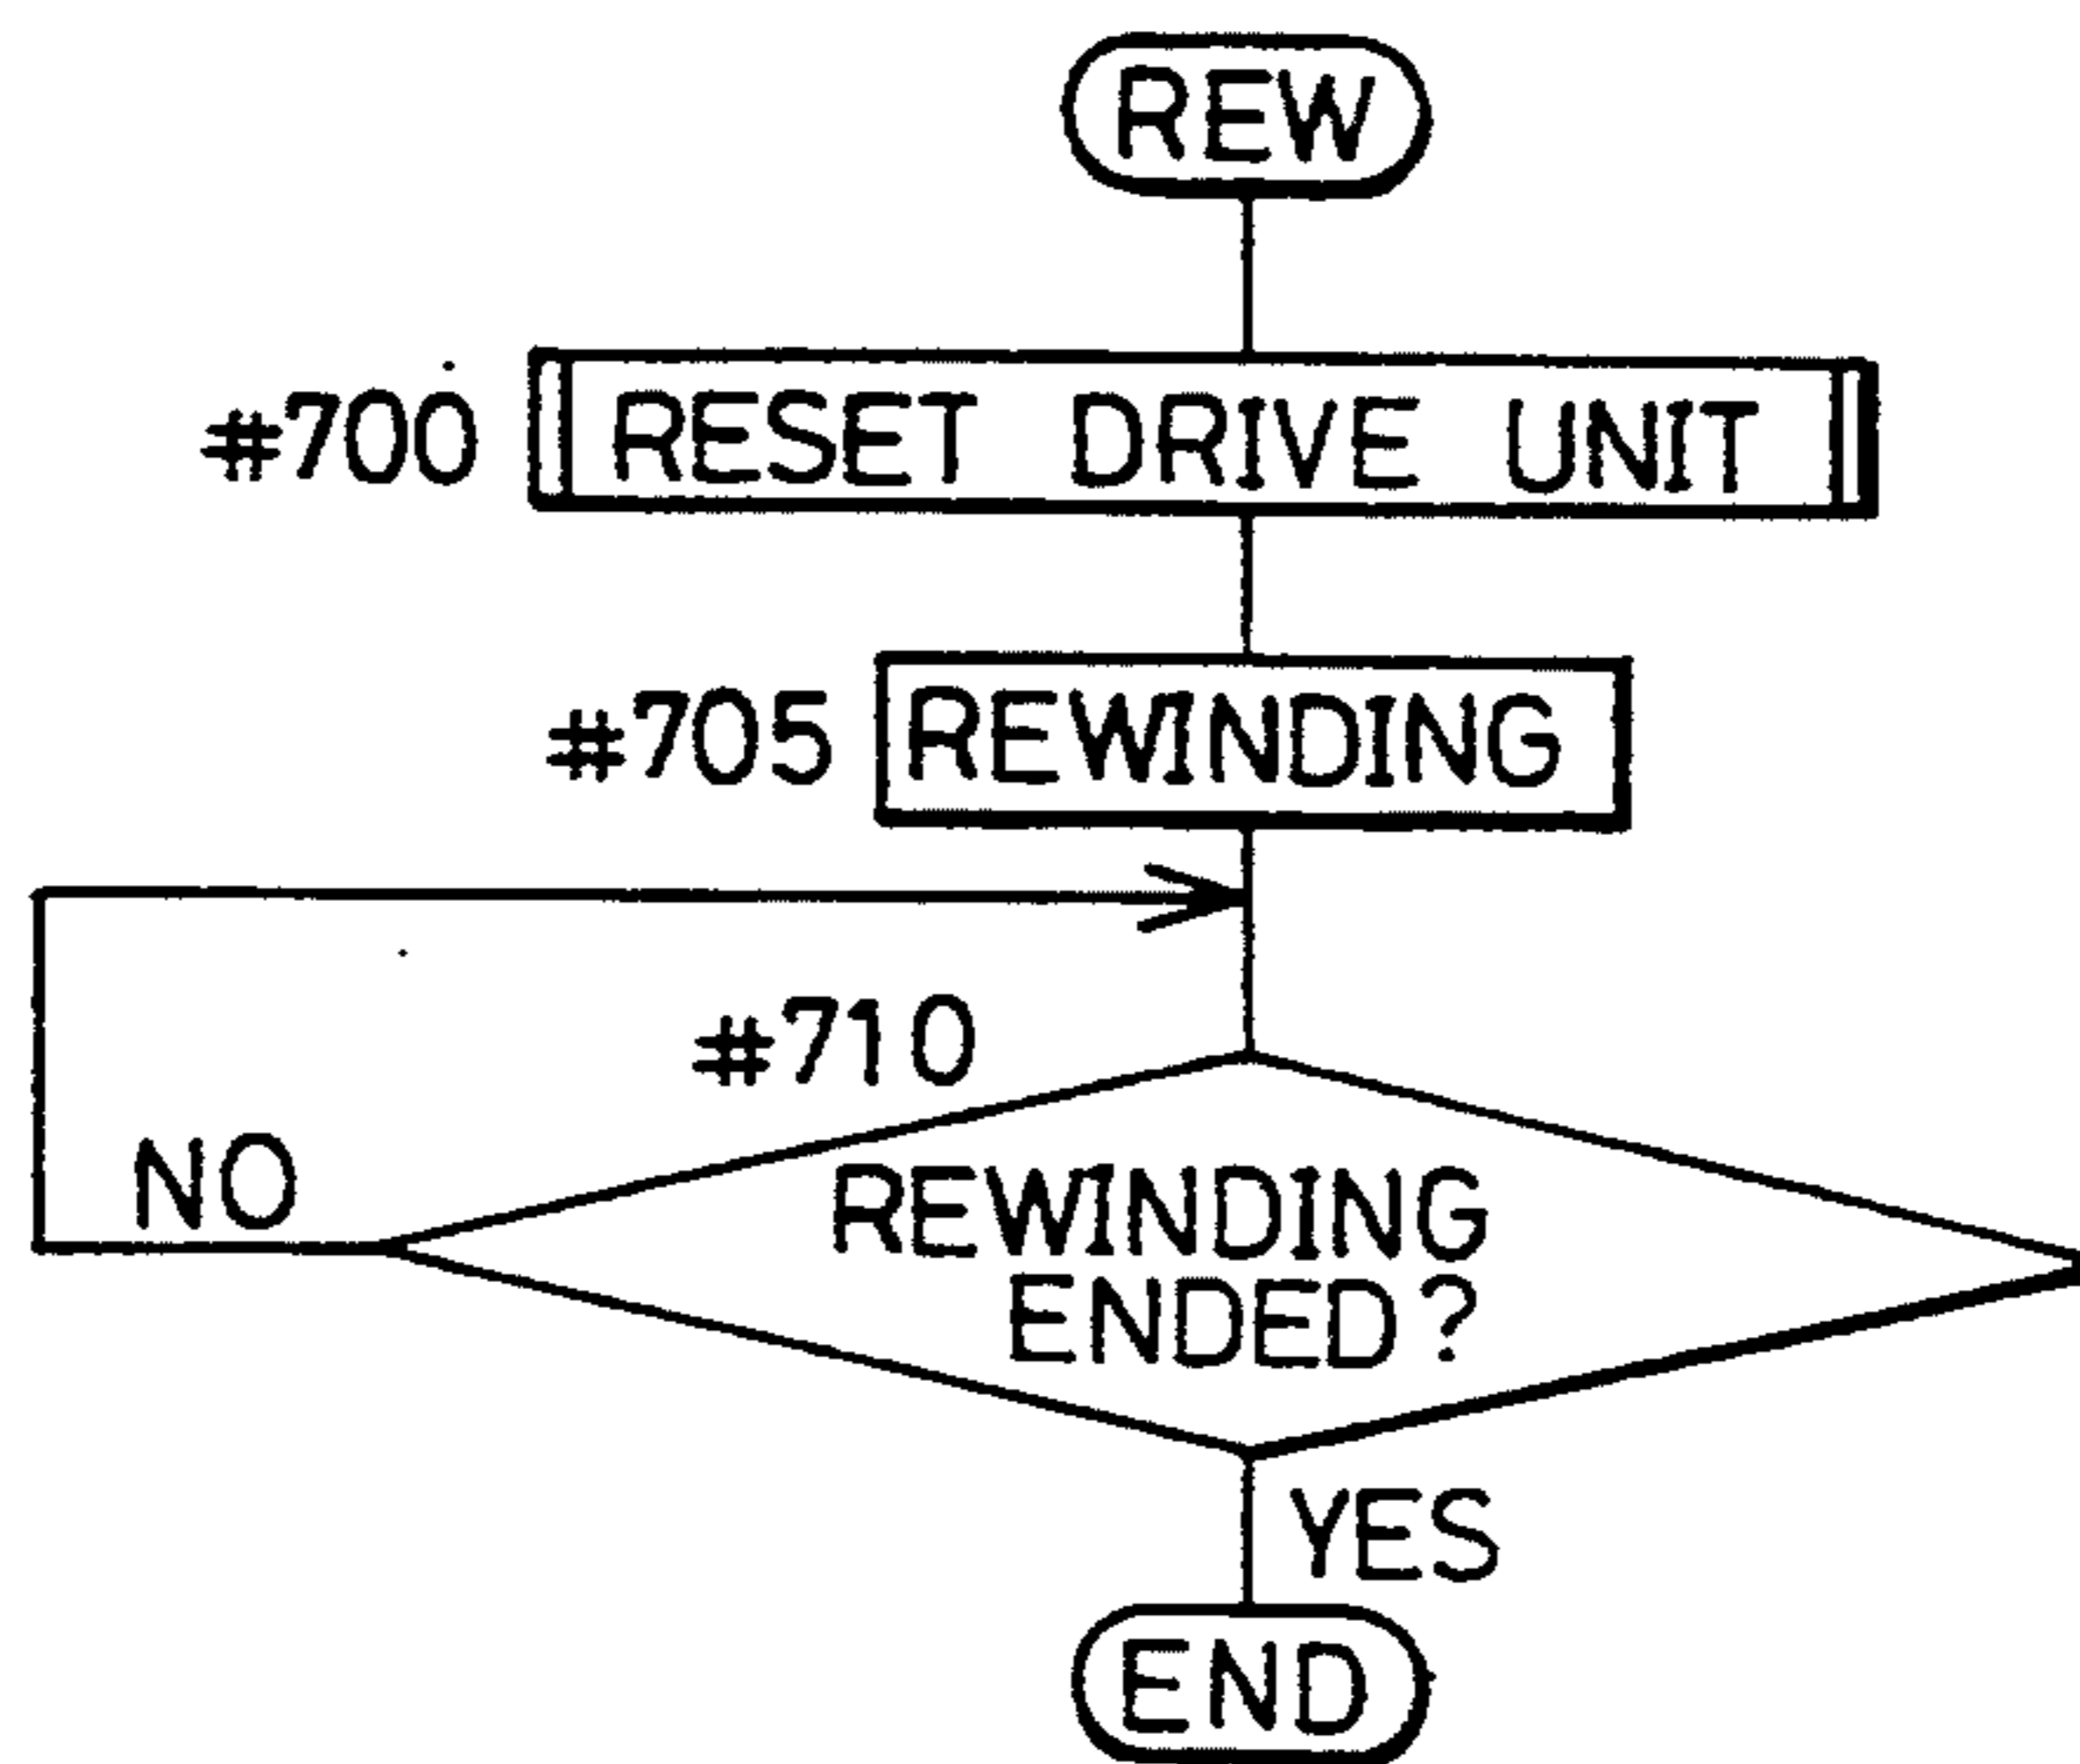 REW
#700 RESET DRIVE UNIT
#705 REWINDING
#710
NO
REWINDING
ENDED?
YES
END